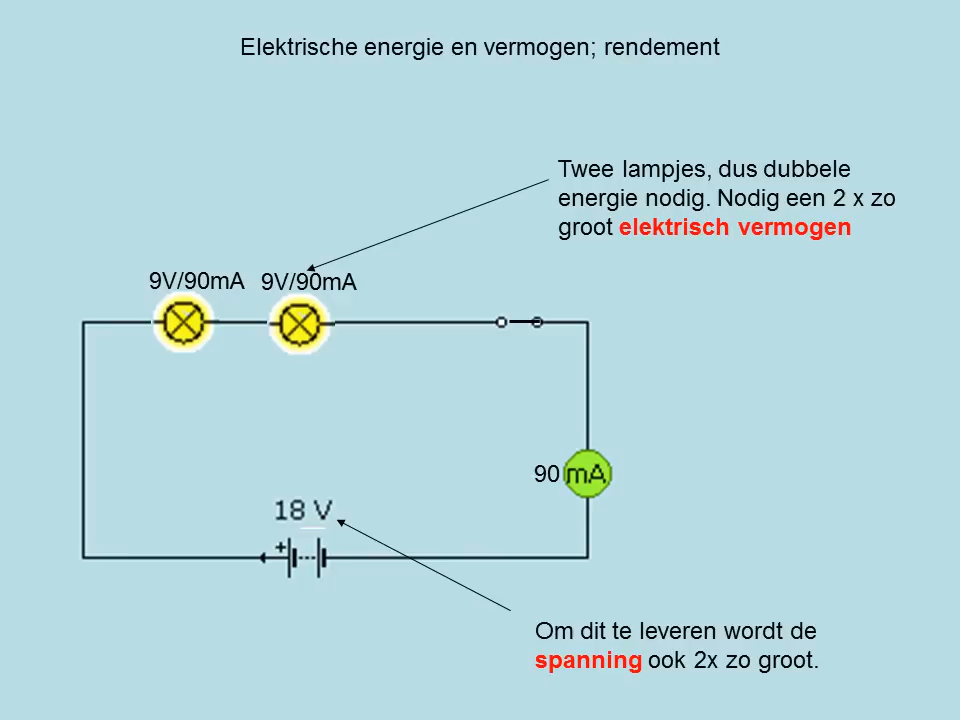 Elektrische energie en vermogen; rendement
Twee lampjes, dus dubbele
energie nodig. Nodig een 2 x zo
groot elektrisch vermogen
9V/90mA 9V/90mA
90 mA
18 V
+
Om dit te leveren wordt de
spanning ook 2x zo groot.